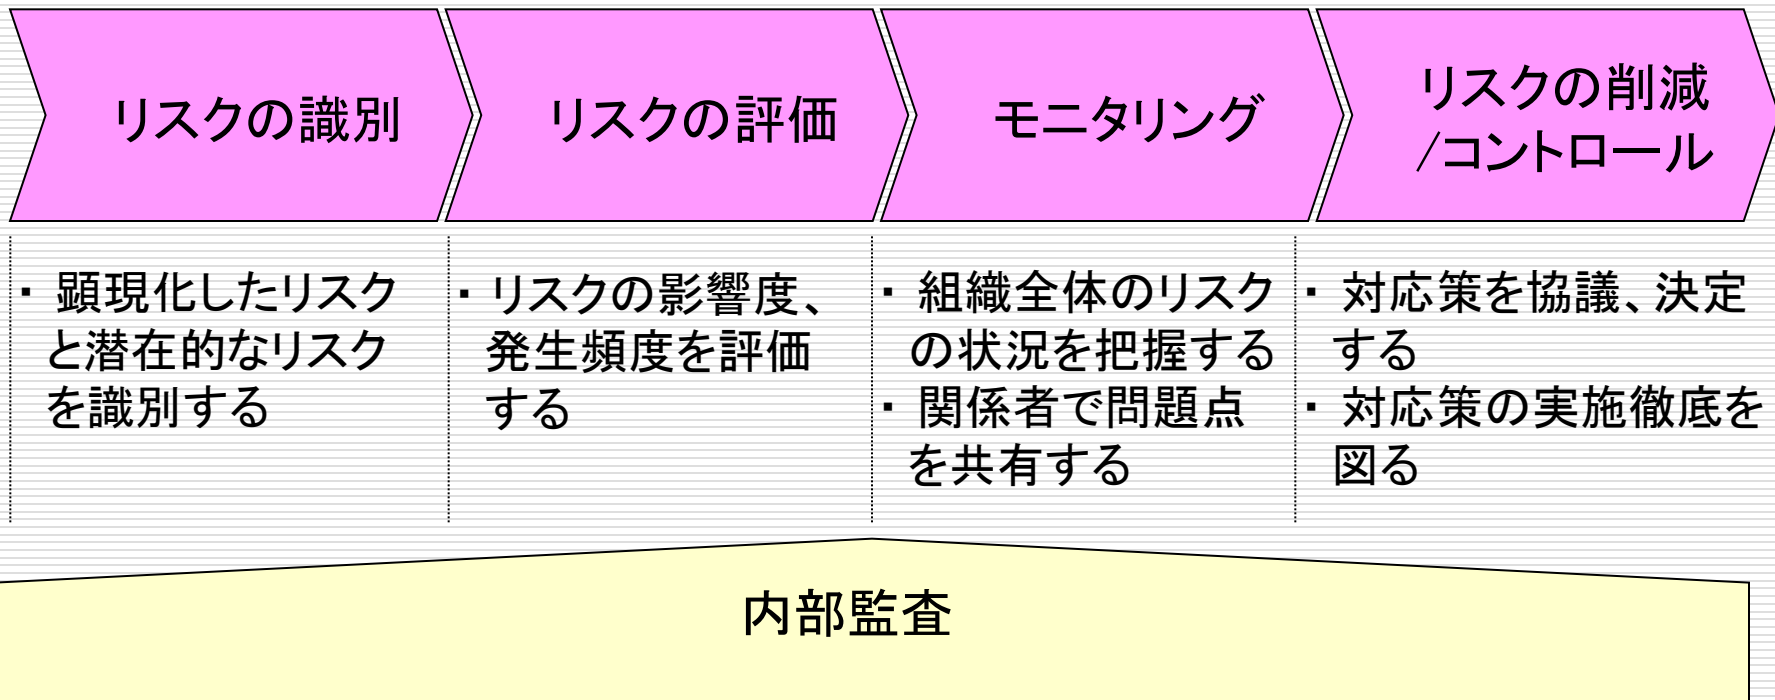 リスクの識別
リスクの評価
モニタリング
リスクの削減
/コントロール
・ 顕現化したリスク
と潜在的なリスク
を識別する
・ リスクの影響度、
発生頻度を評価
する
・ 組織全体のリスク
の状況を把握する
・ 関係者で問題点
を共有する
・ 対応策を協議、決定
する
・ 対応策の実施徹底を
図る
内部監査